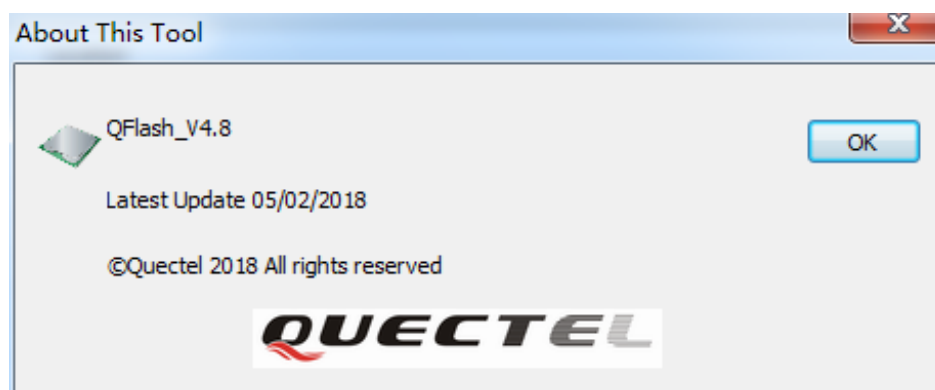 About This Tool
QFlash_V4.8
OK
Latest Update 05/02/2018
©Quectel 2018 All rights reserved
QUECTEL